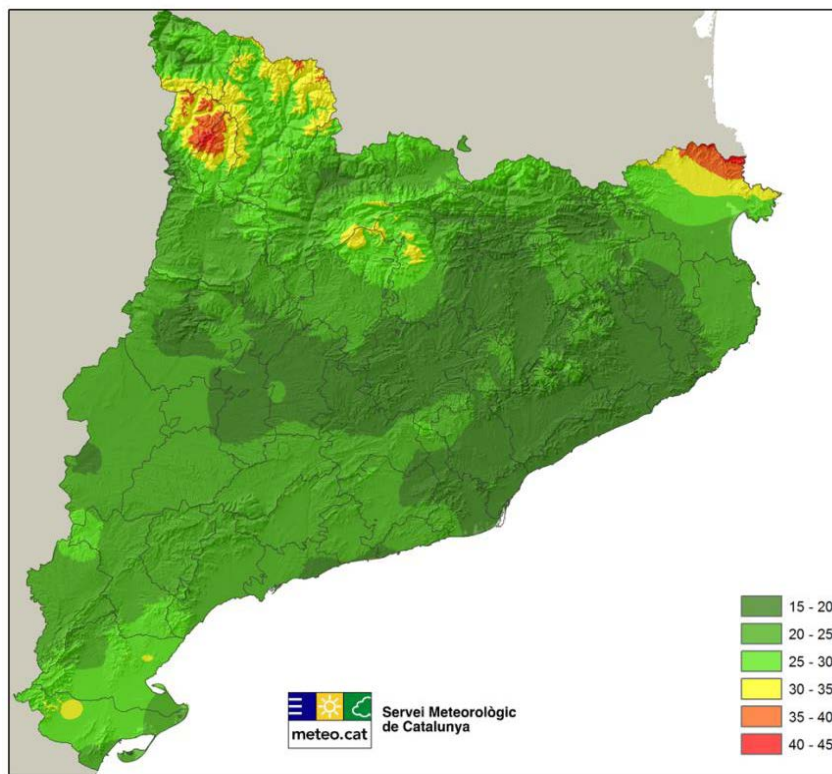 15 - 20
20 - 25
25 - 30
30 - 35
35 - 40
40 - 45
meteo.cat
Servei Meteorològic
de Catalunya